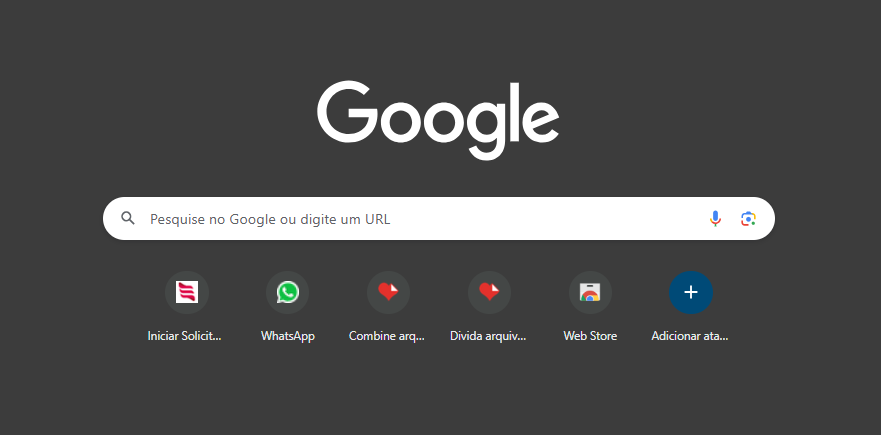 Google
Pesquise no Google ou digite um URL
Iniciar Solicit...
WhatsApp
Combine arq...
Divida arquiv...
Web Store
Adicionar ata...